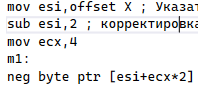 mov esi,offset X ; Указат
sub esi,2 ; корректировка
mov ecx,4
m1:
neg byte ptr [esi+ecx*2]